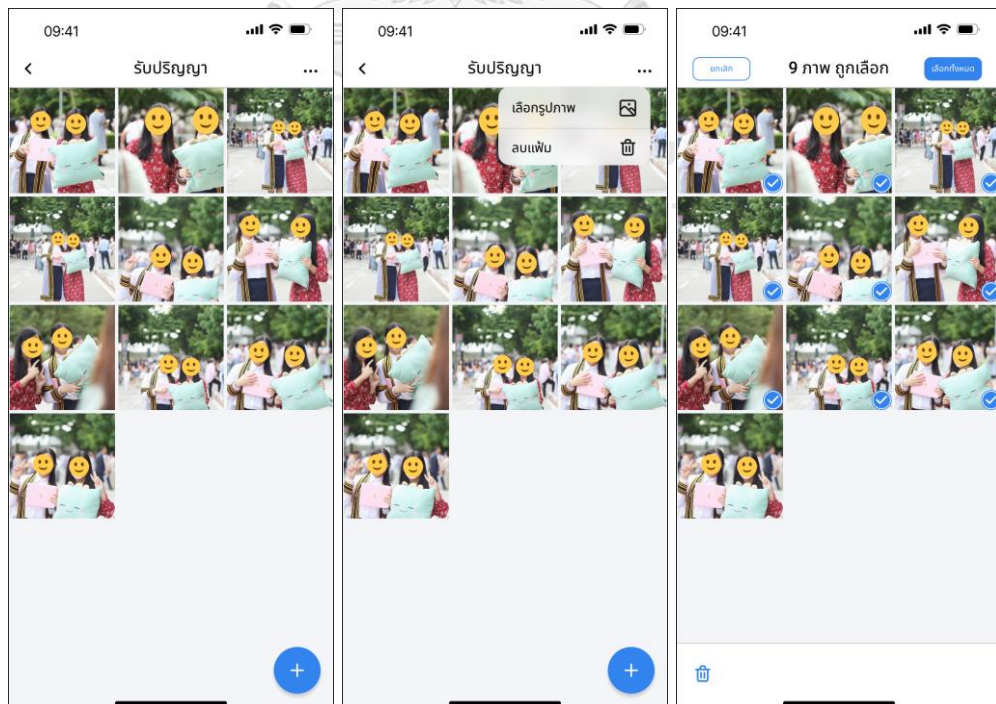 09:41
รับปริญญา
09:41
รับปริญญา
เลือกรูปภาพ
ลบแฟ้ม
09:41
ยกเลิก
9 ภาพ ถูกเลือก
เลือกทั้งหมด